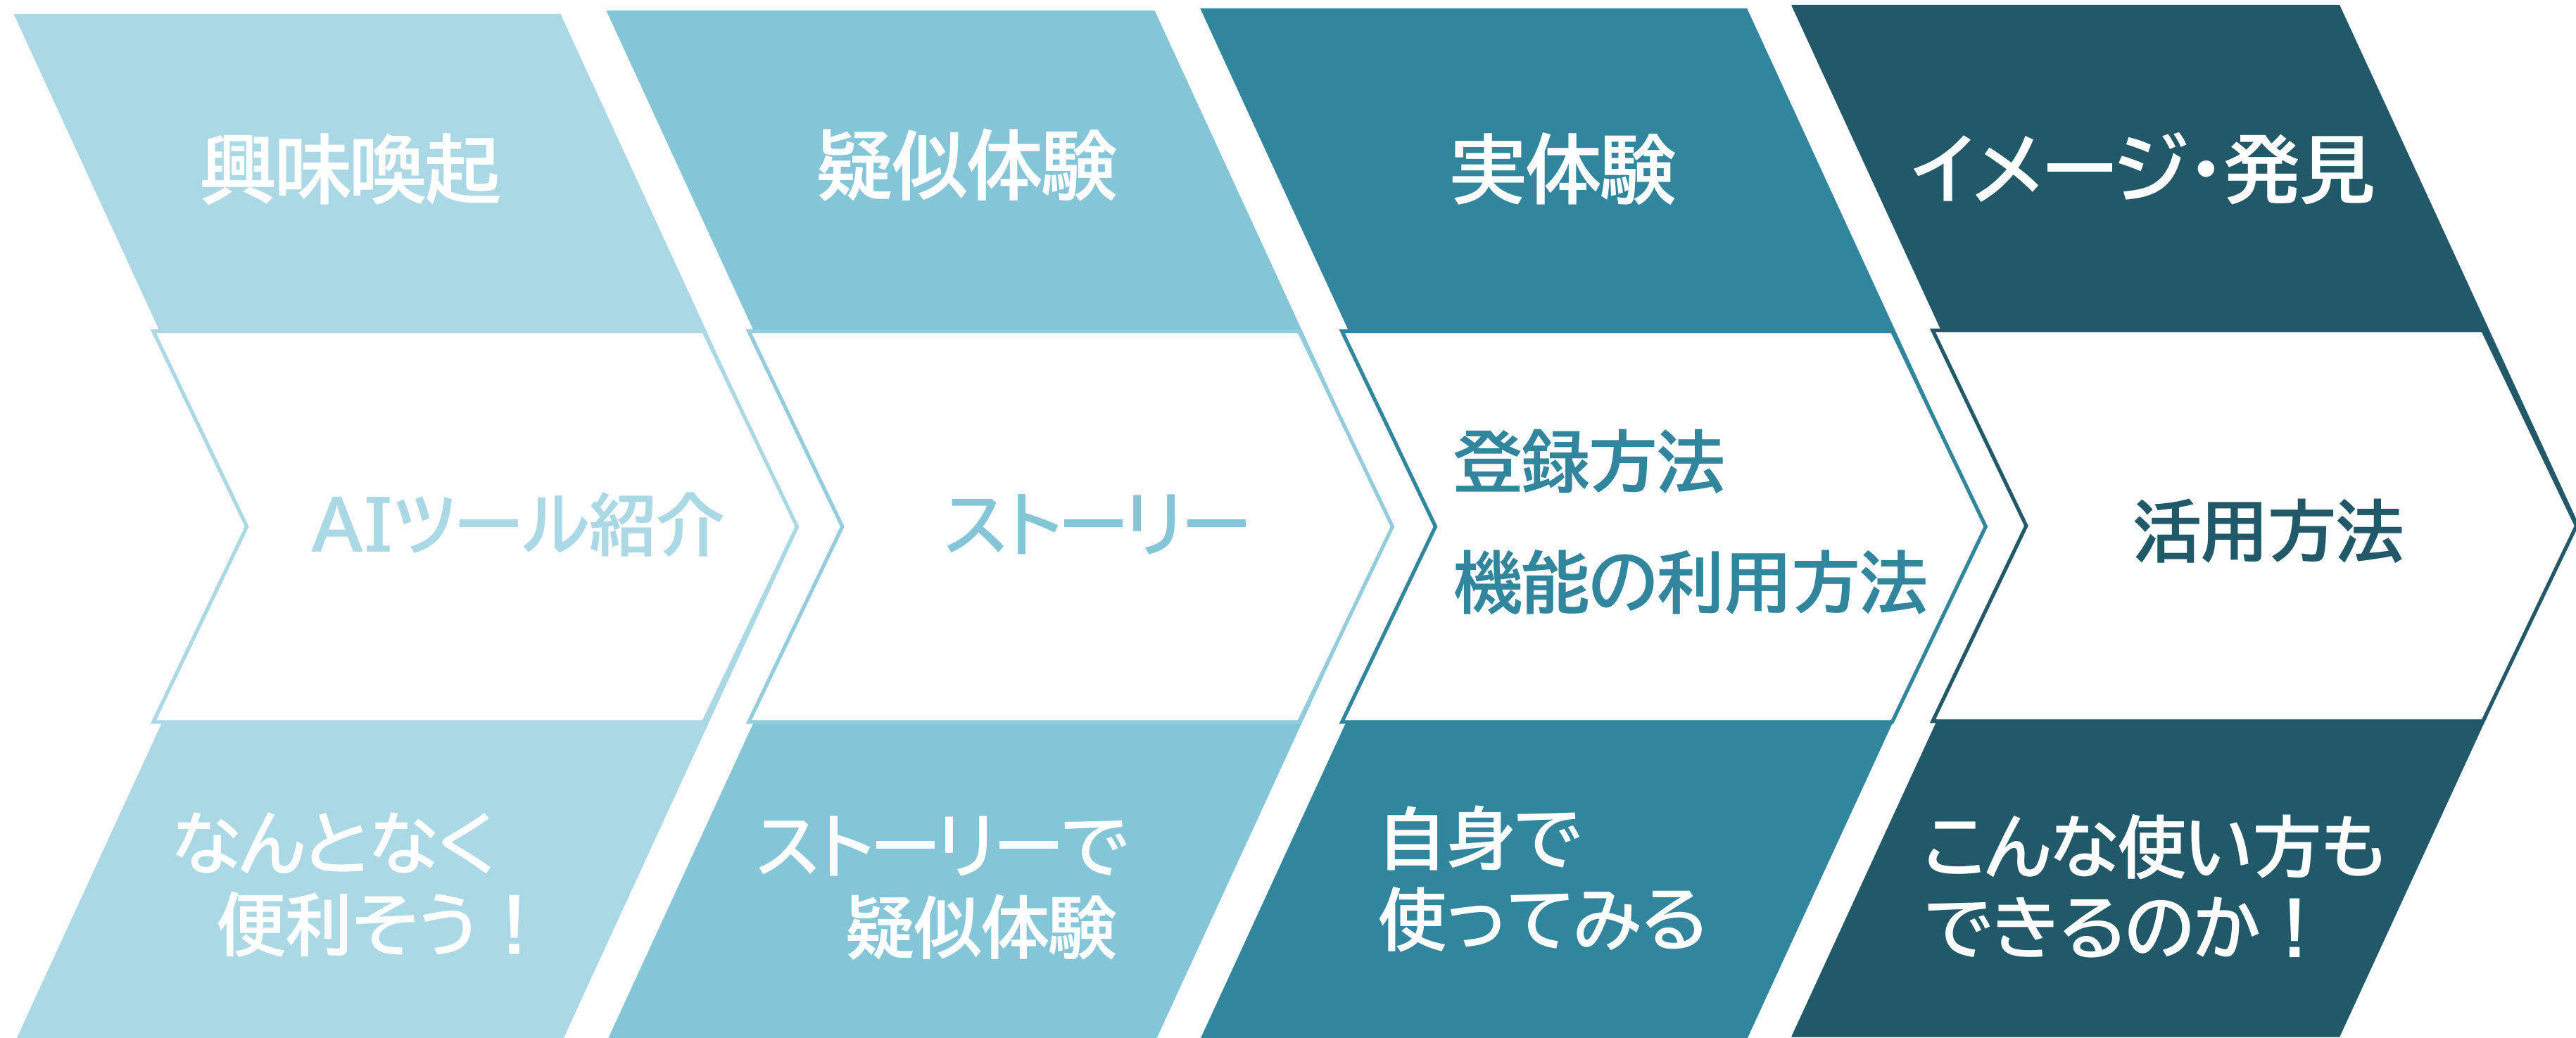 興味喚起
AIツール紹介
なんとなく
便利そう！
疑似体験
ストーリー
ストーリーで
疑似体験
実体験
登録方法
機能の利用方法
自身で
使ってみる
イメージ・発見
活用方法
こんな使い方も
できるのか！